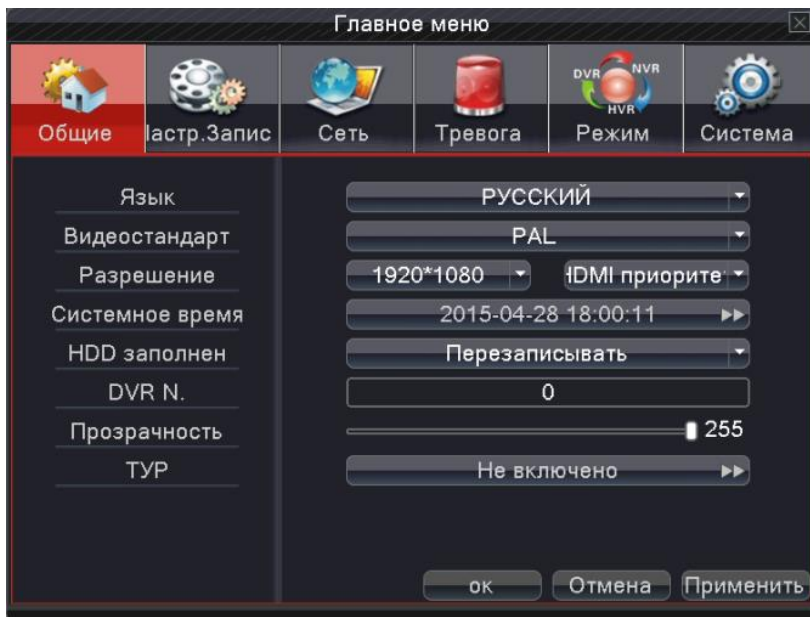 Главное меню
DVR NVR
HVR
Общие Настр.Запис Сеть Тревога Режим Система
Язык РУССКИЙ
Видеостандарт PAL
Разрешение 1920*1080 HDMI приорите
Системное время 2015-04-28 18:00:11
HDD заполнен Перезаписывать
DVR N. 0
Прозрачность 255
ТУР Не включено
ок Отмена Применить